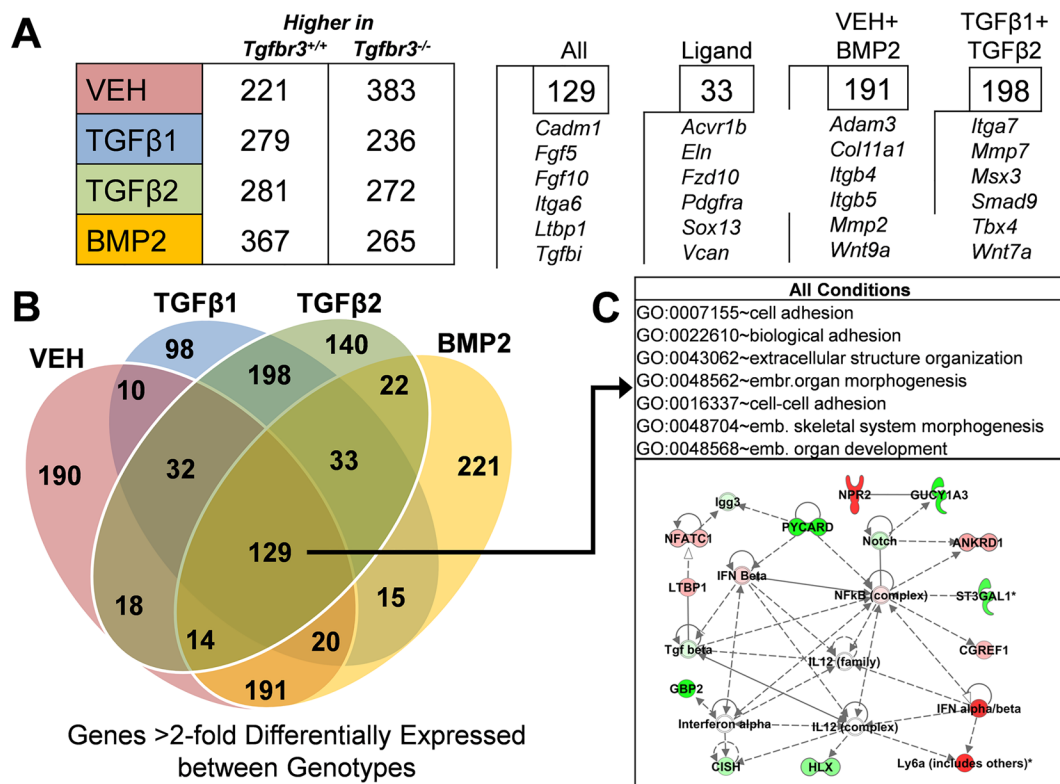 A
Higher in
Tgfbr3+/+ Tgfbr3-/-
VEH 221 383
TGFβ1 279 236
TGFβ2 281 272
BMP2 367 265
All
129
Cadm1
Fgf5
Fgf10
Itga6
Ltbp1
Tgfbi
Ligand
33
Acvr1b
Eln
Fzd10
Pdgfra
Sox13
Vcan
VEH+
BMP2
191
Adam3
Col11a1
Itgb4
Itgb5
Mmp2
Wnt9a
TGFβ1+
TGFβ2
198
Itga7
Mmp7
Msx3
Smad9
Tbx4
Wnt7a
B
TGFβ1 TGFβ2
VEH BMP2
98 140
10 198 22
190 32 33 221
129
18 15
14 20
191
Genes >2-fold Differentially Expressed
between Genotypes
C
All Conditions
GO:0007155~cell adhesion
GO:0022610~biological adhesion
GO:0043062~extracellular structure organization
GO:0048562~embr.organ morphogenesis
GO:0016337~cell-cell adhesion
GO:0048704~emb. skeletal system morphogenesis
GO:0048568~emb. organ development
NPR2 GUCY1A3
Igg3
PYCARD
NFATC1 Notch ANKRD1
IFN Beta
LTBP1 NFkB (complex) ST3GAL1*
Tgf beta IL12 (family) CGREF1
GBP2
Interferon alpha IL12 (complex) IFN alpha/beta
CISH HLX Ly6a (includes others)*